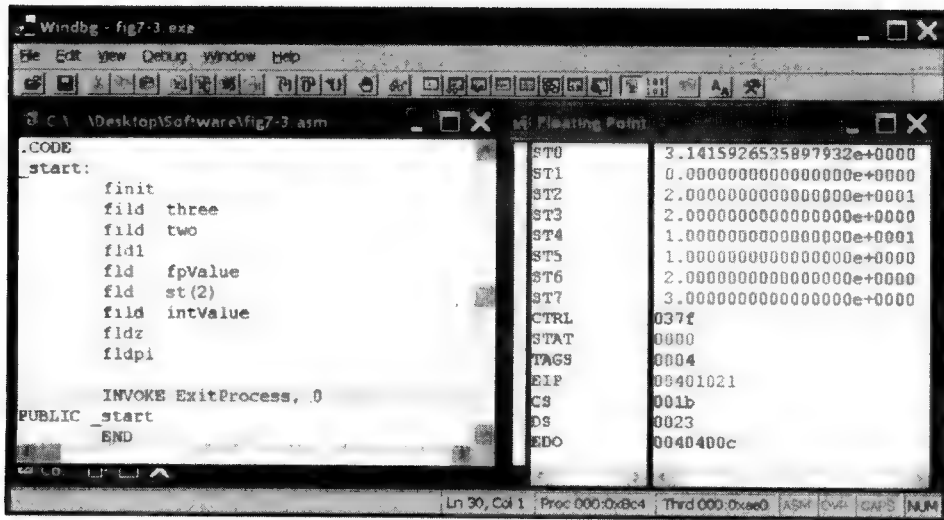 Windbg - fig7-3.exe
File Edit View Debug Window Help
C:\ \Desktop\Software\fig7-3.asm
.CODE
_start:
finit
fild three
fild two
fld1
fld fpValue
fld st(2)
fild intValue
fldz
fldpi
INVOKE ExitProcess, 0
PUBLIC _start
END
Floating Point
ST0 3.1415926535897932e+0000
ST1 0.0000000000000000e+0000
ST2 2.0000000000000000e+0001
ST3 2.0000000000000000e+0000
ST4 1.0000000000000000e+0001
ST5 1.0000000000000000e+0000
ST6 2.0000000000000000e+0000
ST7 3.0000000000000000e+0000
CTRL 037f
STAT 0000
TAGS 0004
EIP 00401021
CS 001b
DS 0023
EDO 0040400c
Ln 30, Col 1 Proc 000:0xBc4 Thrd 000:0xae0 ASM OVR CAPS NUM